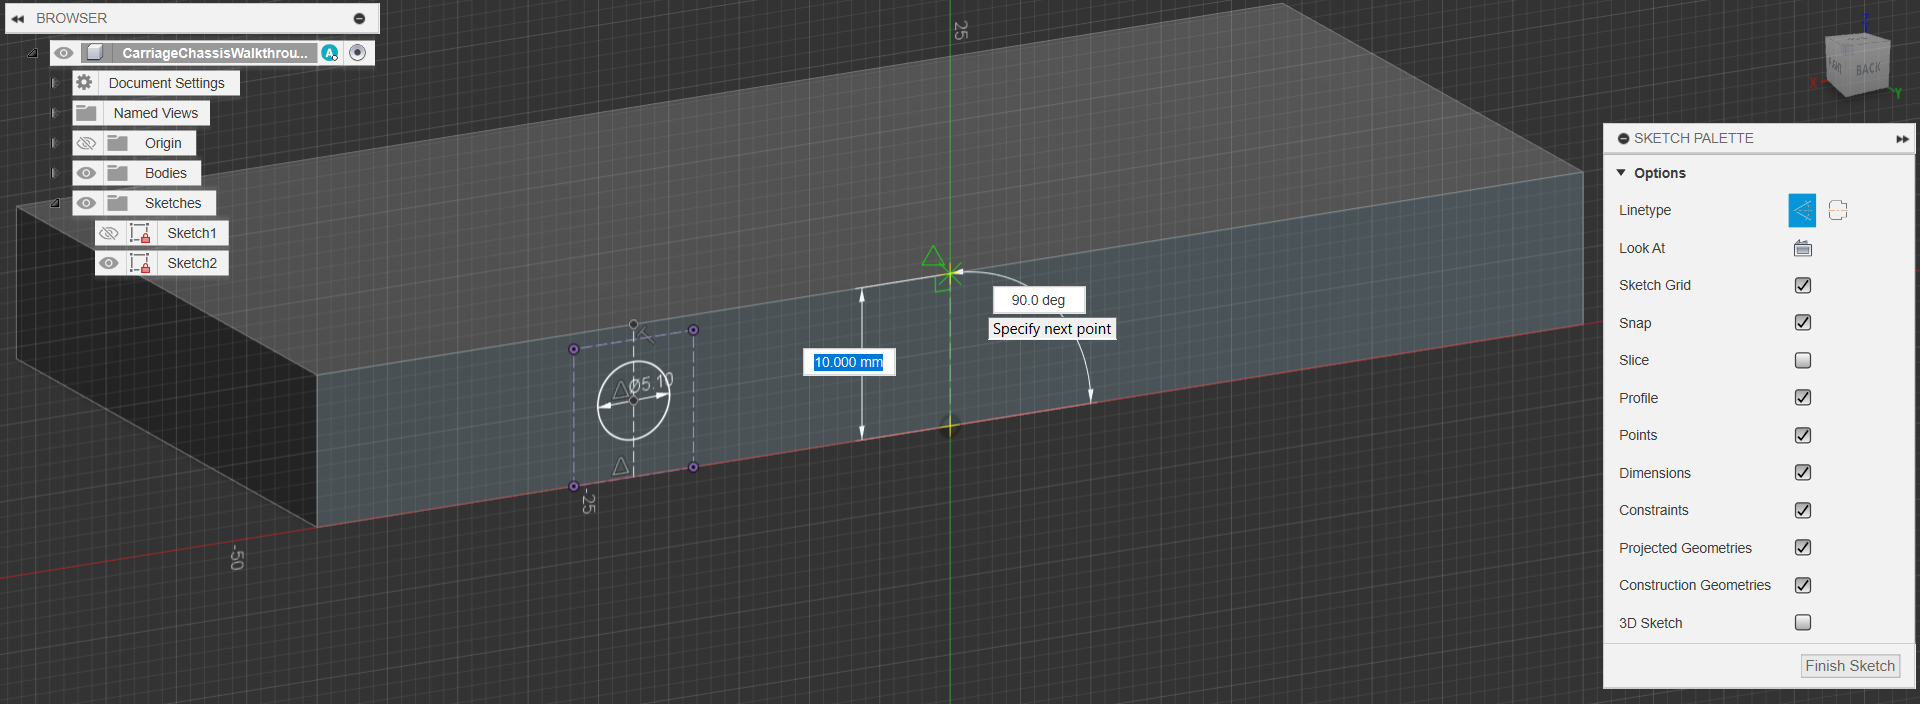 BROWSER
CarriageChassisWalkthrou...
A
Document Settings
Named Views
Origin
Bodies
Sketches
Sketch1
Sketch2
25
Z
BACK
X
Y
SKETCH PALETTE
Options
Linetype
Look At
Sketch Grid
Snap
Slice
Profile
Points
Dimensions
Constraints
Projected Geometries
Construction Geometries
3D Sketch
Finish Sketch
90.0 deg
Specify next point
10.000 mm
Ø5.10
-25
-50